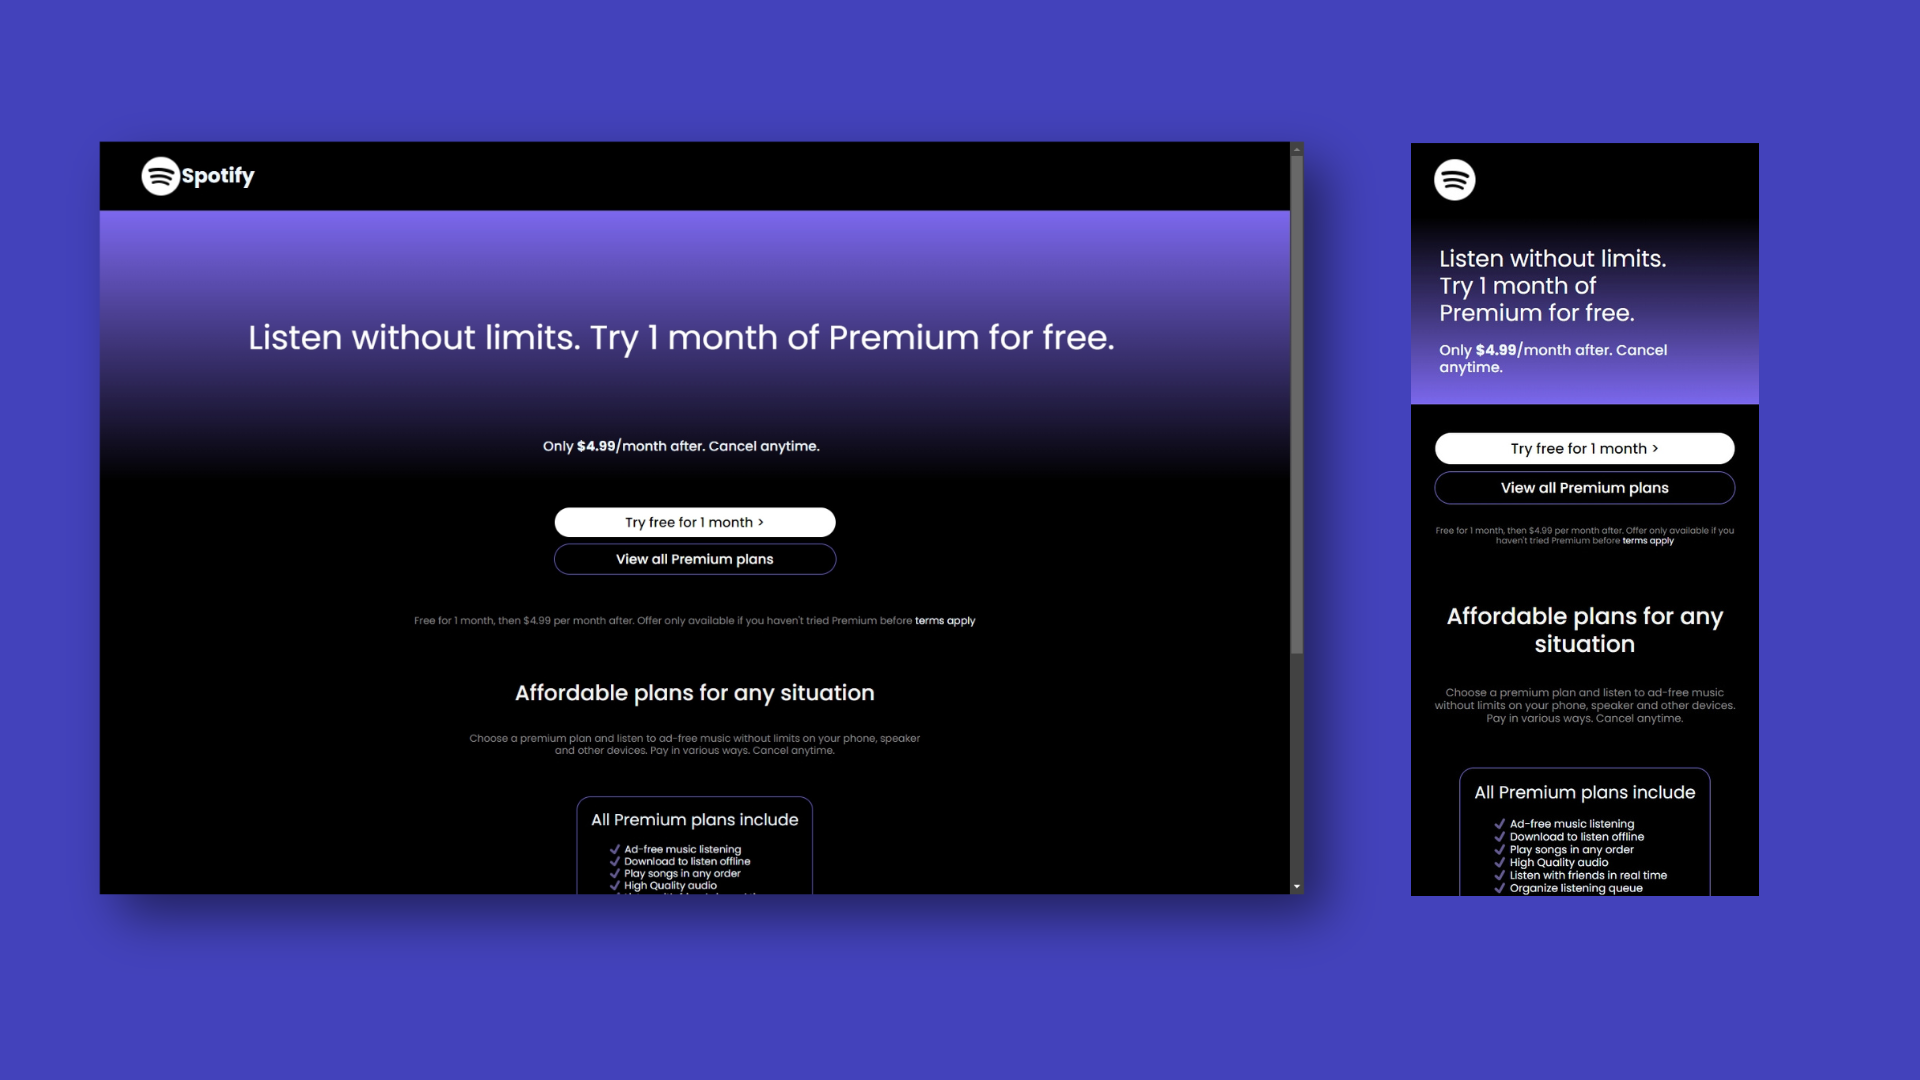 Spotify
Listen without limits. Try 1 month of Premium for free.
Only $4.99/month after. Cancel anytime.
Try free for 1 month >
View all Premium plans
Free for 1 month, then $4.99 per month after. Offer only available if you haven't tried Premium before terms apply
Affordable plans for any situation
Choose a premium plan and listen to ad-free music without limits on your phone, speaker
and other devices. Pay in various ways. Cancel anytime.
All Premium plans include
Ad-free music listening
Download to listen offline
Play songs in any order
High Quality audio
Listen without limits.
Try 1 month of
Premium for free.
Only $4.99/month after. Cancel
anytime.
Try free for 1 month >
View all Premium plans
Free for 1 month, then $4.99 per month after. Offer only available if you
haven't tried Premium before terms apply
Affordable plans for any
situation
Choose a premium plan and listen to ad-free music
without limits on your phone, speaker and other devices.
Pay in various ways. Cancel anytime.
All Premium plans include
Ad-free music listening
Download to listen offline
Play songs in any order
High Quality audio
Listen with friends in real time
Organize listening queue